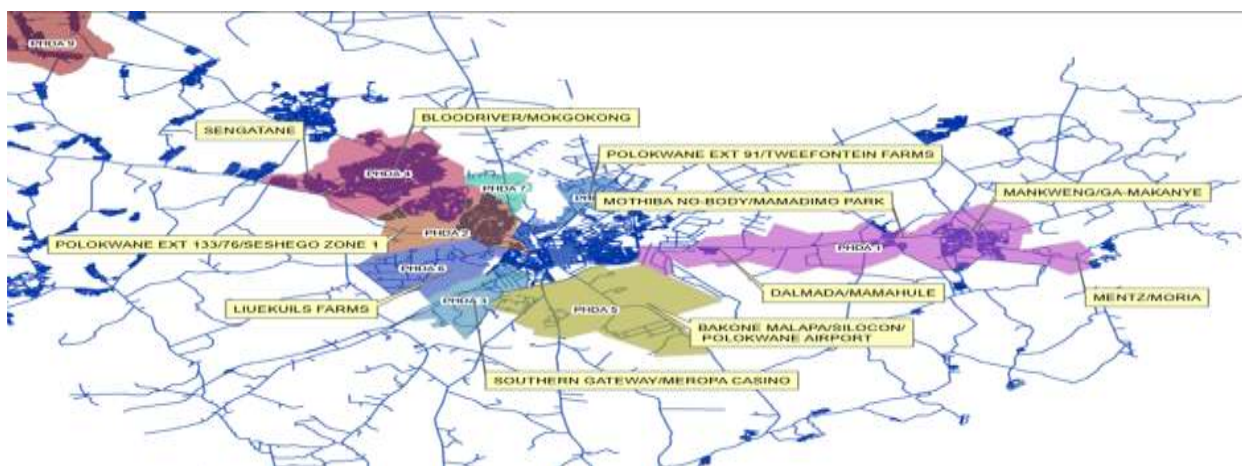 PHDA 9
BLOODRIVER/MOKGOKONG
SENGATANE
POLOKWANE EXT 91/TWEEFONTEIN FARMS
PHDA 4
PHDA 7
MOTHIBA NO-BODY/MAMADIMO PARK
MANKWENG/GA-MAKANYE
PHDA 2
POLOKWANE EXT 133/76/SESHEGO ZONE 1
PHDA 1
PHDA 6
LIUEKUILS FARMS
DALMADA/MAMAHULE
MENTZ/MORIA
PHDA 3
PHDA 5
BAKONE MALAPA/SILOCON/
POLOKWANE AIRPORT
SOUTHERN GATEWAY/MEROPA CASINO